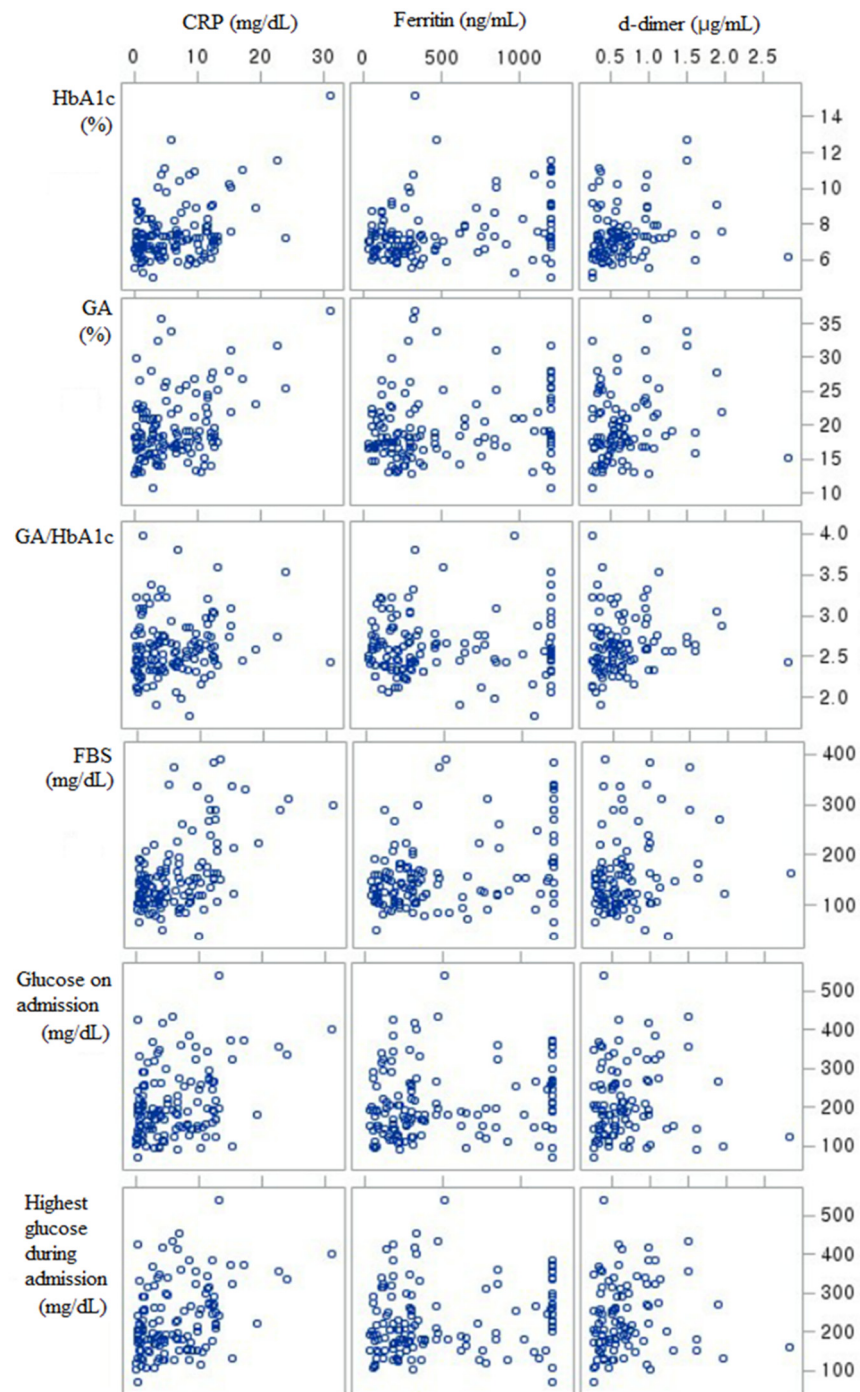 CRP (mg/dL) Ferritin (ng/mL) d-dimer (μg/mL)
0 10 20 30 0 500 1000 0.5 1.0 1.5 2.0 2.5
HbA1c
(%)
14
12
10
8
6
GA
(%)
35
30
25
20
15
10
GA/HbA1c
4.0
3.5
3.0
2.5
2.0
FBS
(mg/dL)
400
300
200
100
Glucose on
admission
(mg/dL)
500
400
300
200
100
Highest
glucose
during
admission
(mg/dL)
500
400
300
200
100